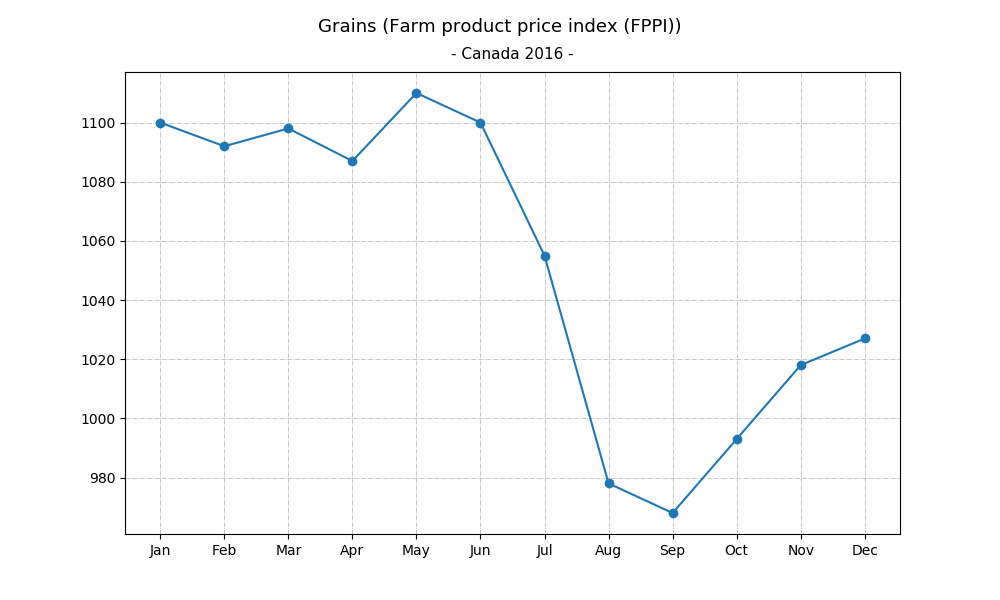 Grains (Farm product price index (FPPI))
- Canada 2016 -
1100
1080
1060
1040
1020
1000
980
Jan Feb Mar Apr May Jun Jul Aug Sep Oct Nov Dec